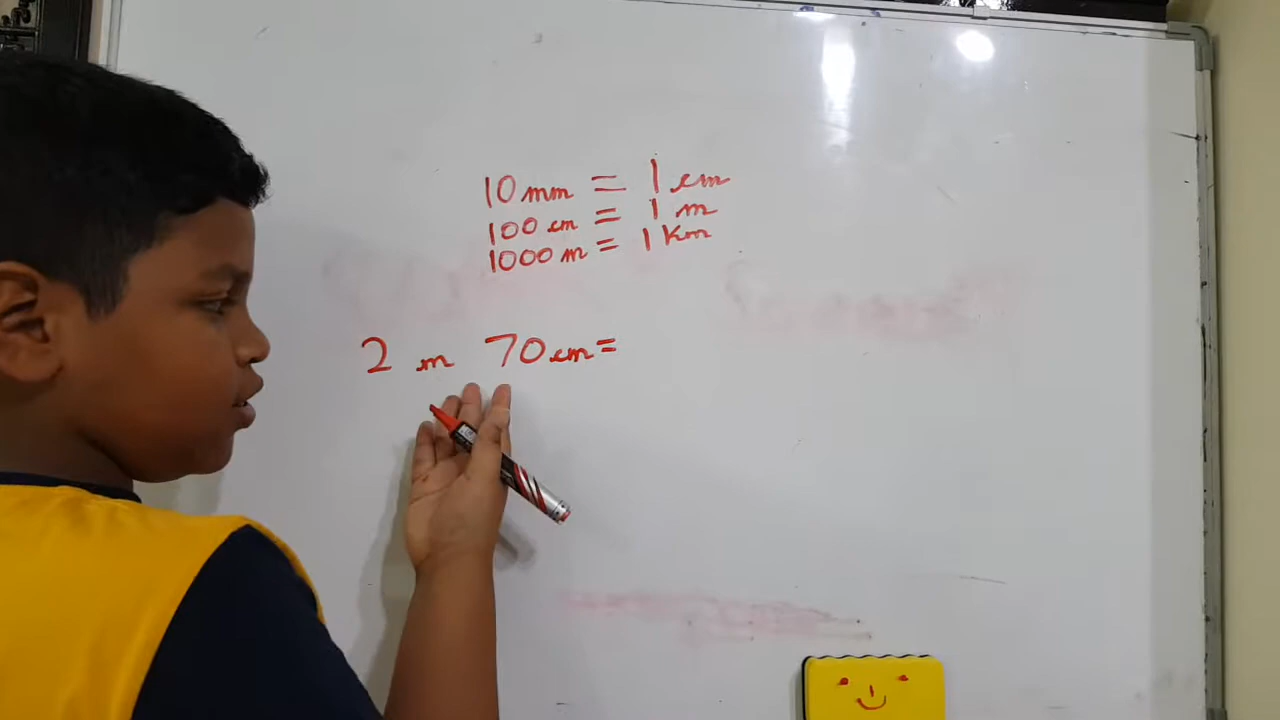 10 mm = 1 cm
100 cm = 1 m
1000 m = 1 Km
2 m 70 cm =